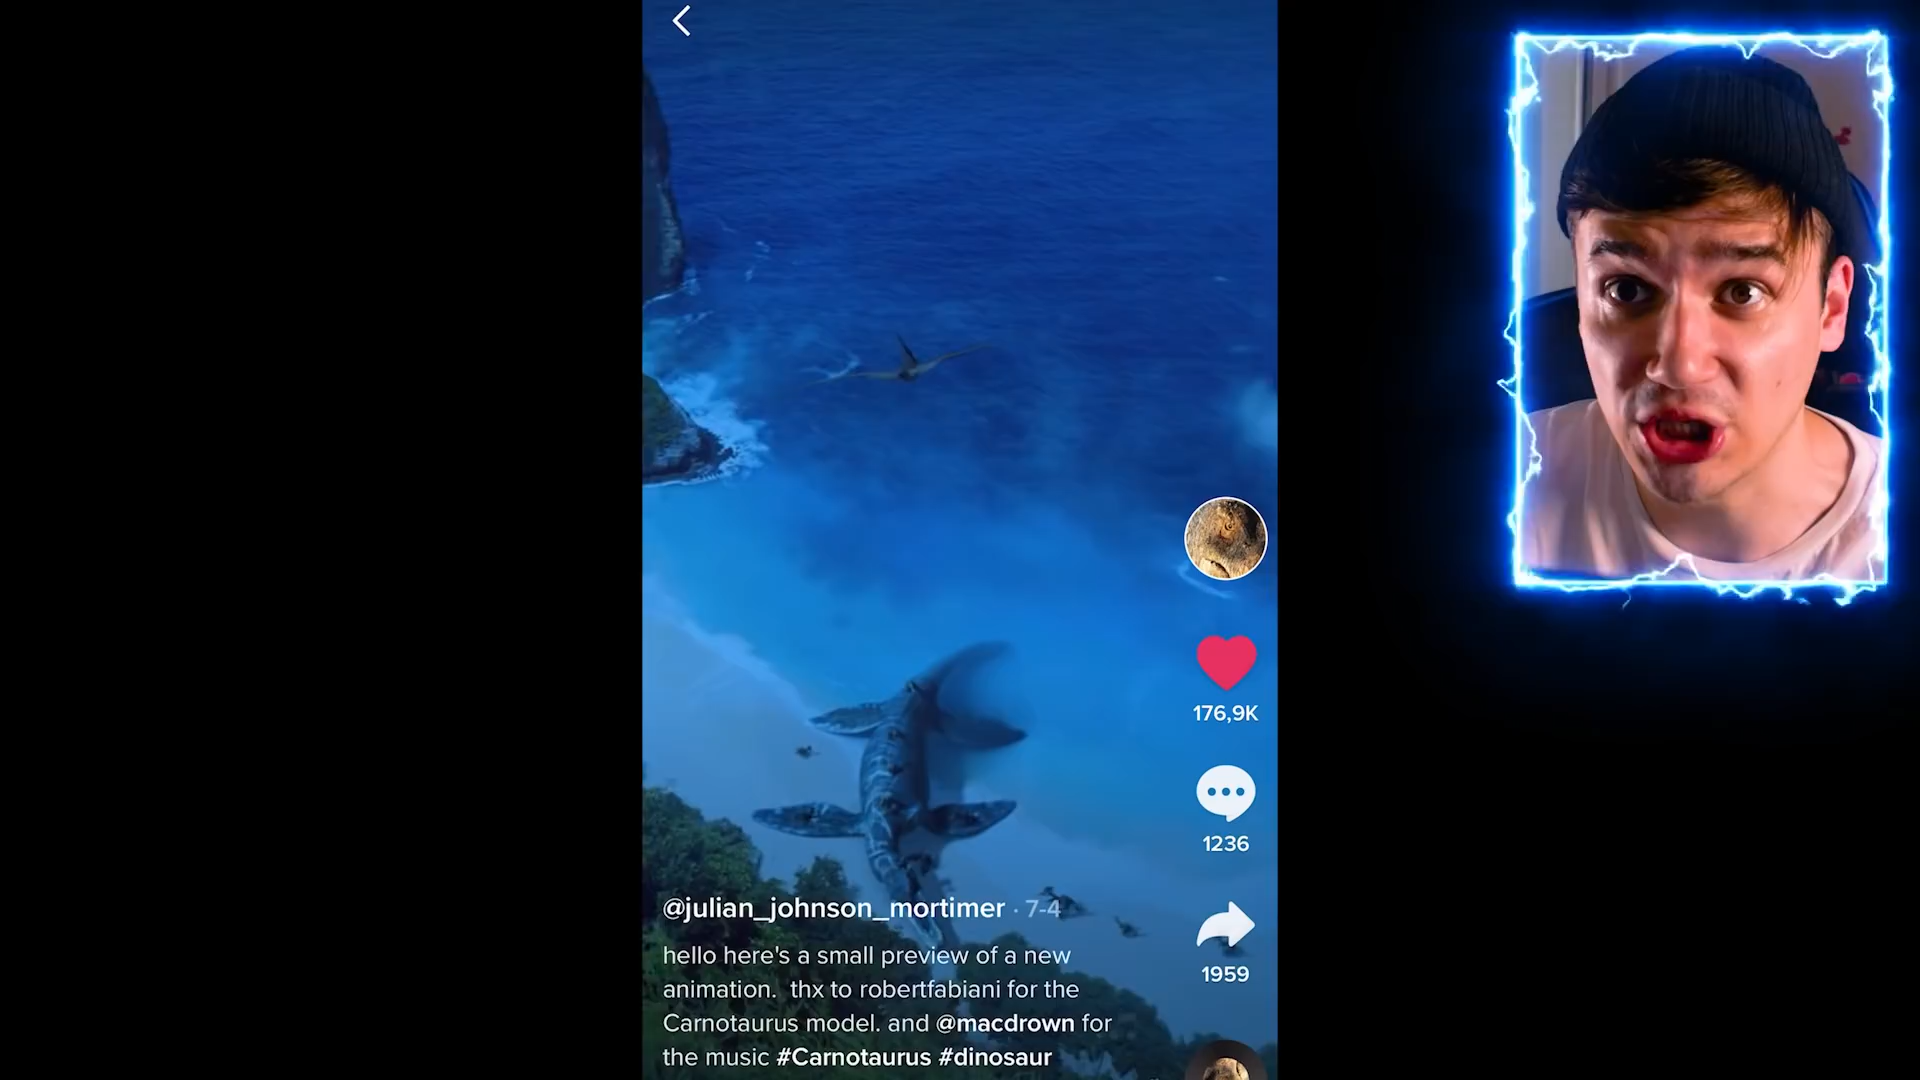 176,9K
1236
1959
@julian_johnson_mortimer · 7-4
hello here's a small preview of a new
animation. thx to robertfabiani for the
Carnotaurus model. and @macdrown for
the music #Carnotaurus #dinosaur